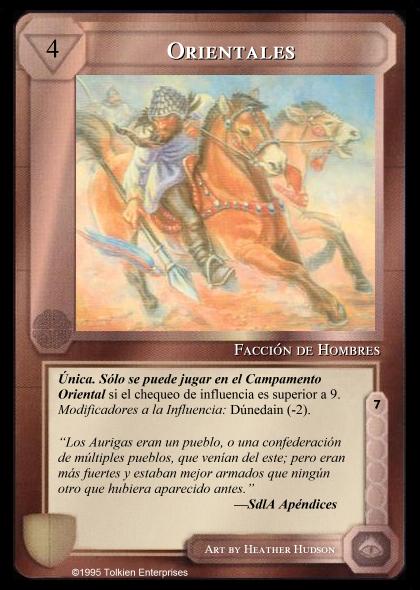 4
Orientales
Facción de Hombres
Única. Sólo se puede jugar en el Campamento
Oriental si el chequeo de influencia es superior a 9.
Modificadores a la Influencia: Dúnedain (-2).
7
“Los Aurigas eran un pueblo, o una confederación
de múltiples pueblos, que venían del este; pero eran
más fuertes y estaban mejor armados que ningún
otro que hubiera aparecido antes.”
—SdlA Apéndices
Art by Heather Hudson
©1995 Tolkien Enterprises